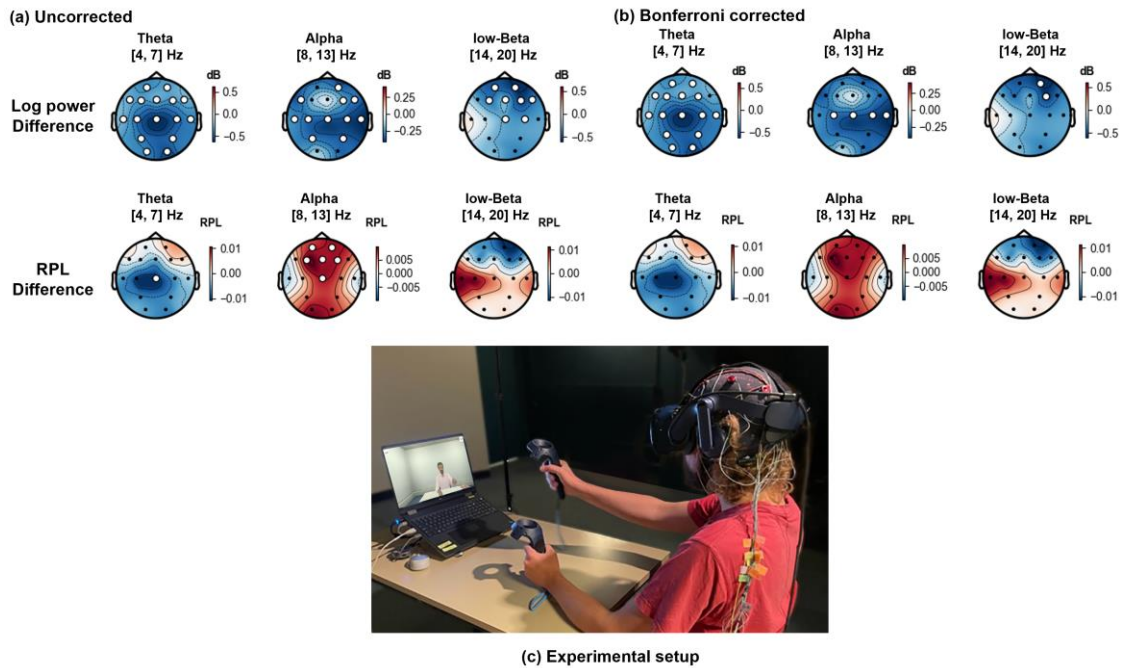 (a) Uncorrected
(b) Bonferroni corrected
Theta
[4, 7] Hz
Alpha
[8, 13] Hz
low-Beta
[14, 20] Hz
Theta
[4, 7] Hz
Alpha
[8, 13] Hz
low-Beta
[14, 20] Hz
Log power
Difference
dB
0.5
0.0
−0.5
dB
0.25
0.00
−0.25
dB
0.5
0.0
−0.5
dB
0.5
0.0
−0.5
dB
0.25
0.00
−0.25
dB
0.5
0.0
−0.5
Theta
[4, 7] Hz
Alpha
[8, 13] Hz
low-Beta
[14, 20] Hz
Theta
[4, 7] Hz
Alpha
[8, 13] Hz
low-Beta
[14, 20] Hz
RPL
Difference
RPL
0.01
0.00
−0.01
RPL
0.005
0.000
−0.005
RPL
0.01
0.00
−0.01
RPL
0.01
0.00
−0.01
RPL
0.005
0.000
−0.005
RPL
0.01
0.00
−0.01
(c) Experimental setup